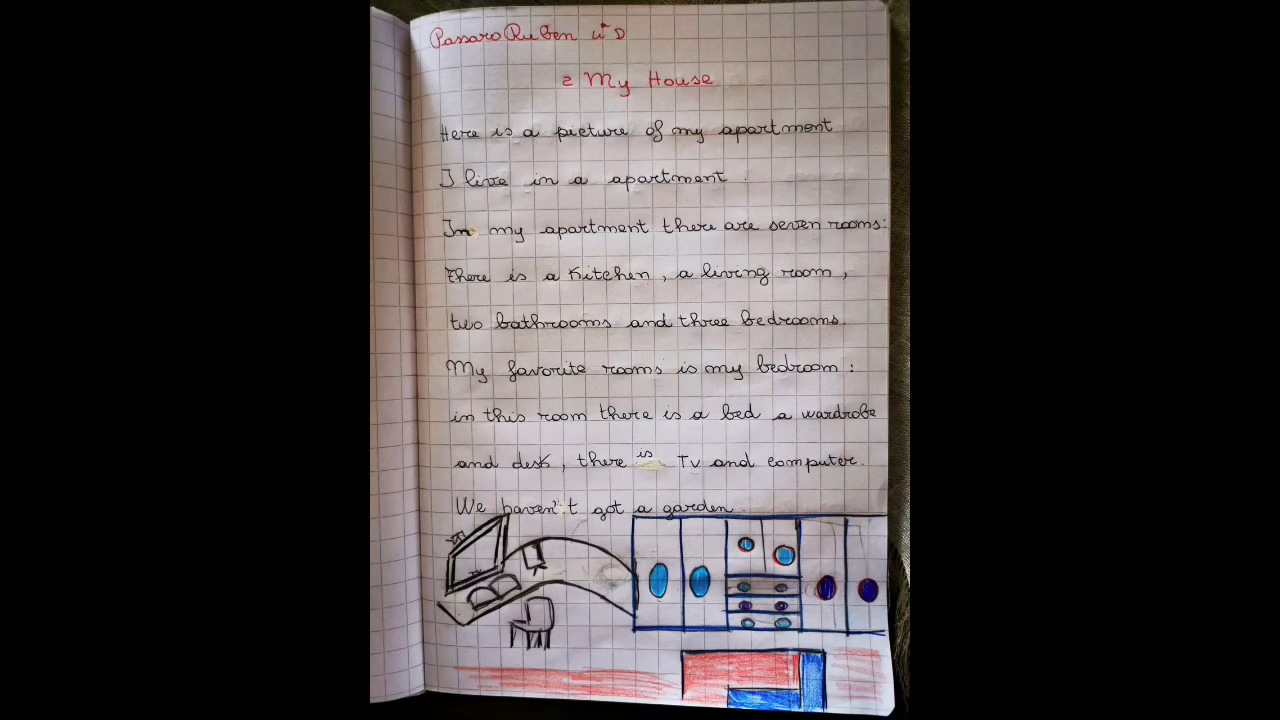 Passaro Ruben 4°D
2 My House
Here is a picture of my apartment
I live in a apartment.
In my apartment there are seven rooms:
there is a kitchen, a living room,
two bathrooms and three bedrooms.
My favorite rooms is my bedroom:
in this room there is a bed a wardrobe
and desk, there is TV and computer.
We haven't got a garden.